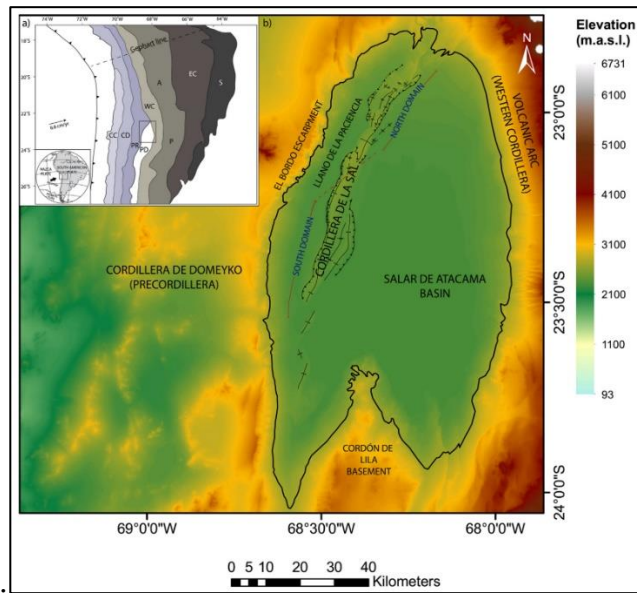 a)
74°W
72°W
70°W
68°W
66°W
64°W
18°S
20°S
22°S
24°S
26°S
Gephart line
A
EC
S
WC
CC
CD
PR
PD
P
b)
N
EL BORDO ESCARPMENT
LLANO DE LA PACIENCIA
NORTH DOMAIN
CORDILLERA DE LA SAL
SOUTH DOMAIN
VOLCANIC ARC
(WESTERN CORDILLERA)
CORDILLERA DE DOMEYKO
(PRECORDILLERA)
SALAR DE ATACAMA
BASIN
CORDÓN DE
LILA
BASEMENT
23°0'0"S
23°30'0"S
24°0'0"S
69°0'0"W
68°30'0"W
68°0'0"W
0 5 10 20 30 40
Kilometers
Elevation
(m.a.s.l.)
6731
6100
5100
4100
3100
2100
1100
93